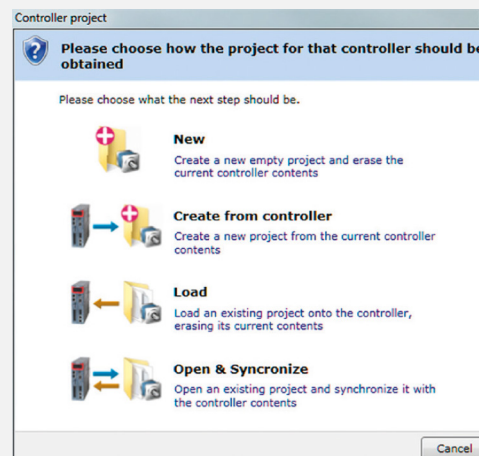 Controller project
Please choose how the project for that controller should be
obtained
Please choose what the next step should be.
New
Create a new empty project and erase the
current controller contents
Create from controller
Create a new project from the current controller
contents
Load
Load an existing project onto the controller,
erasing its current contents
Open & Syncronize
Open an existing project and synchronize it with
the controller contents
Cancel